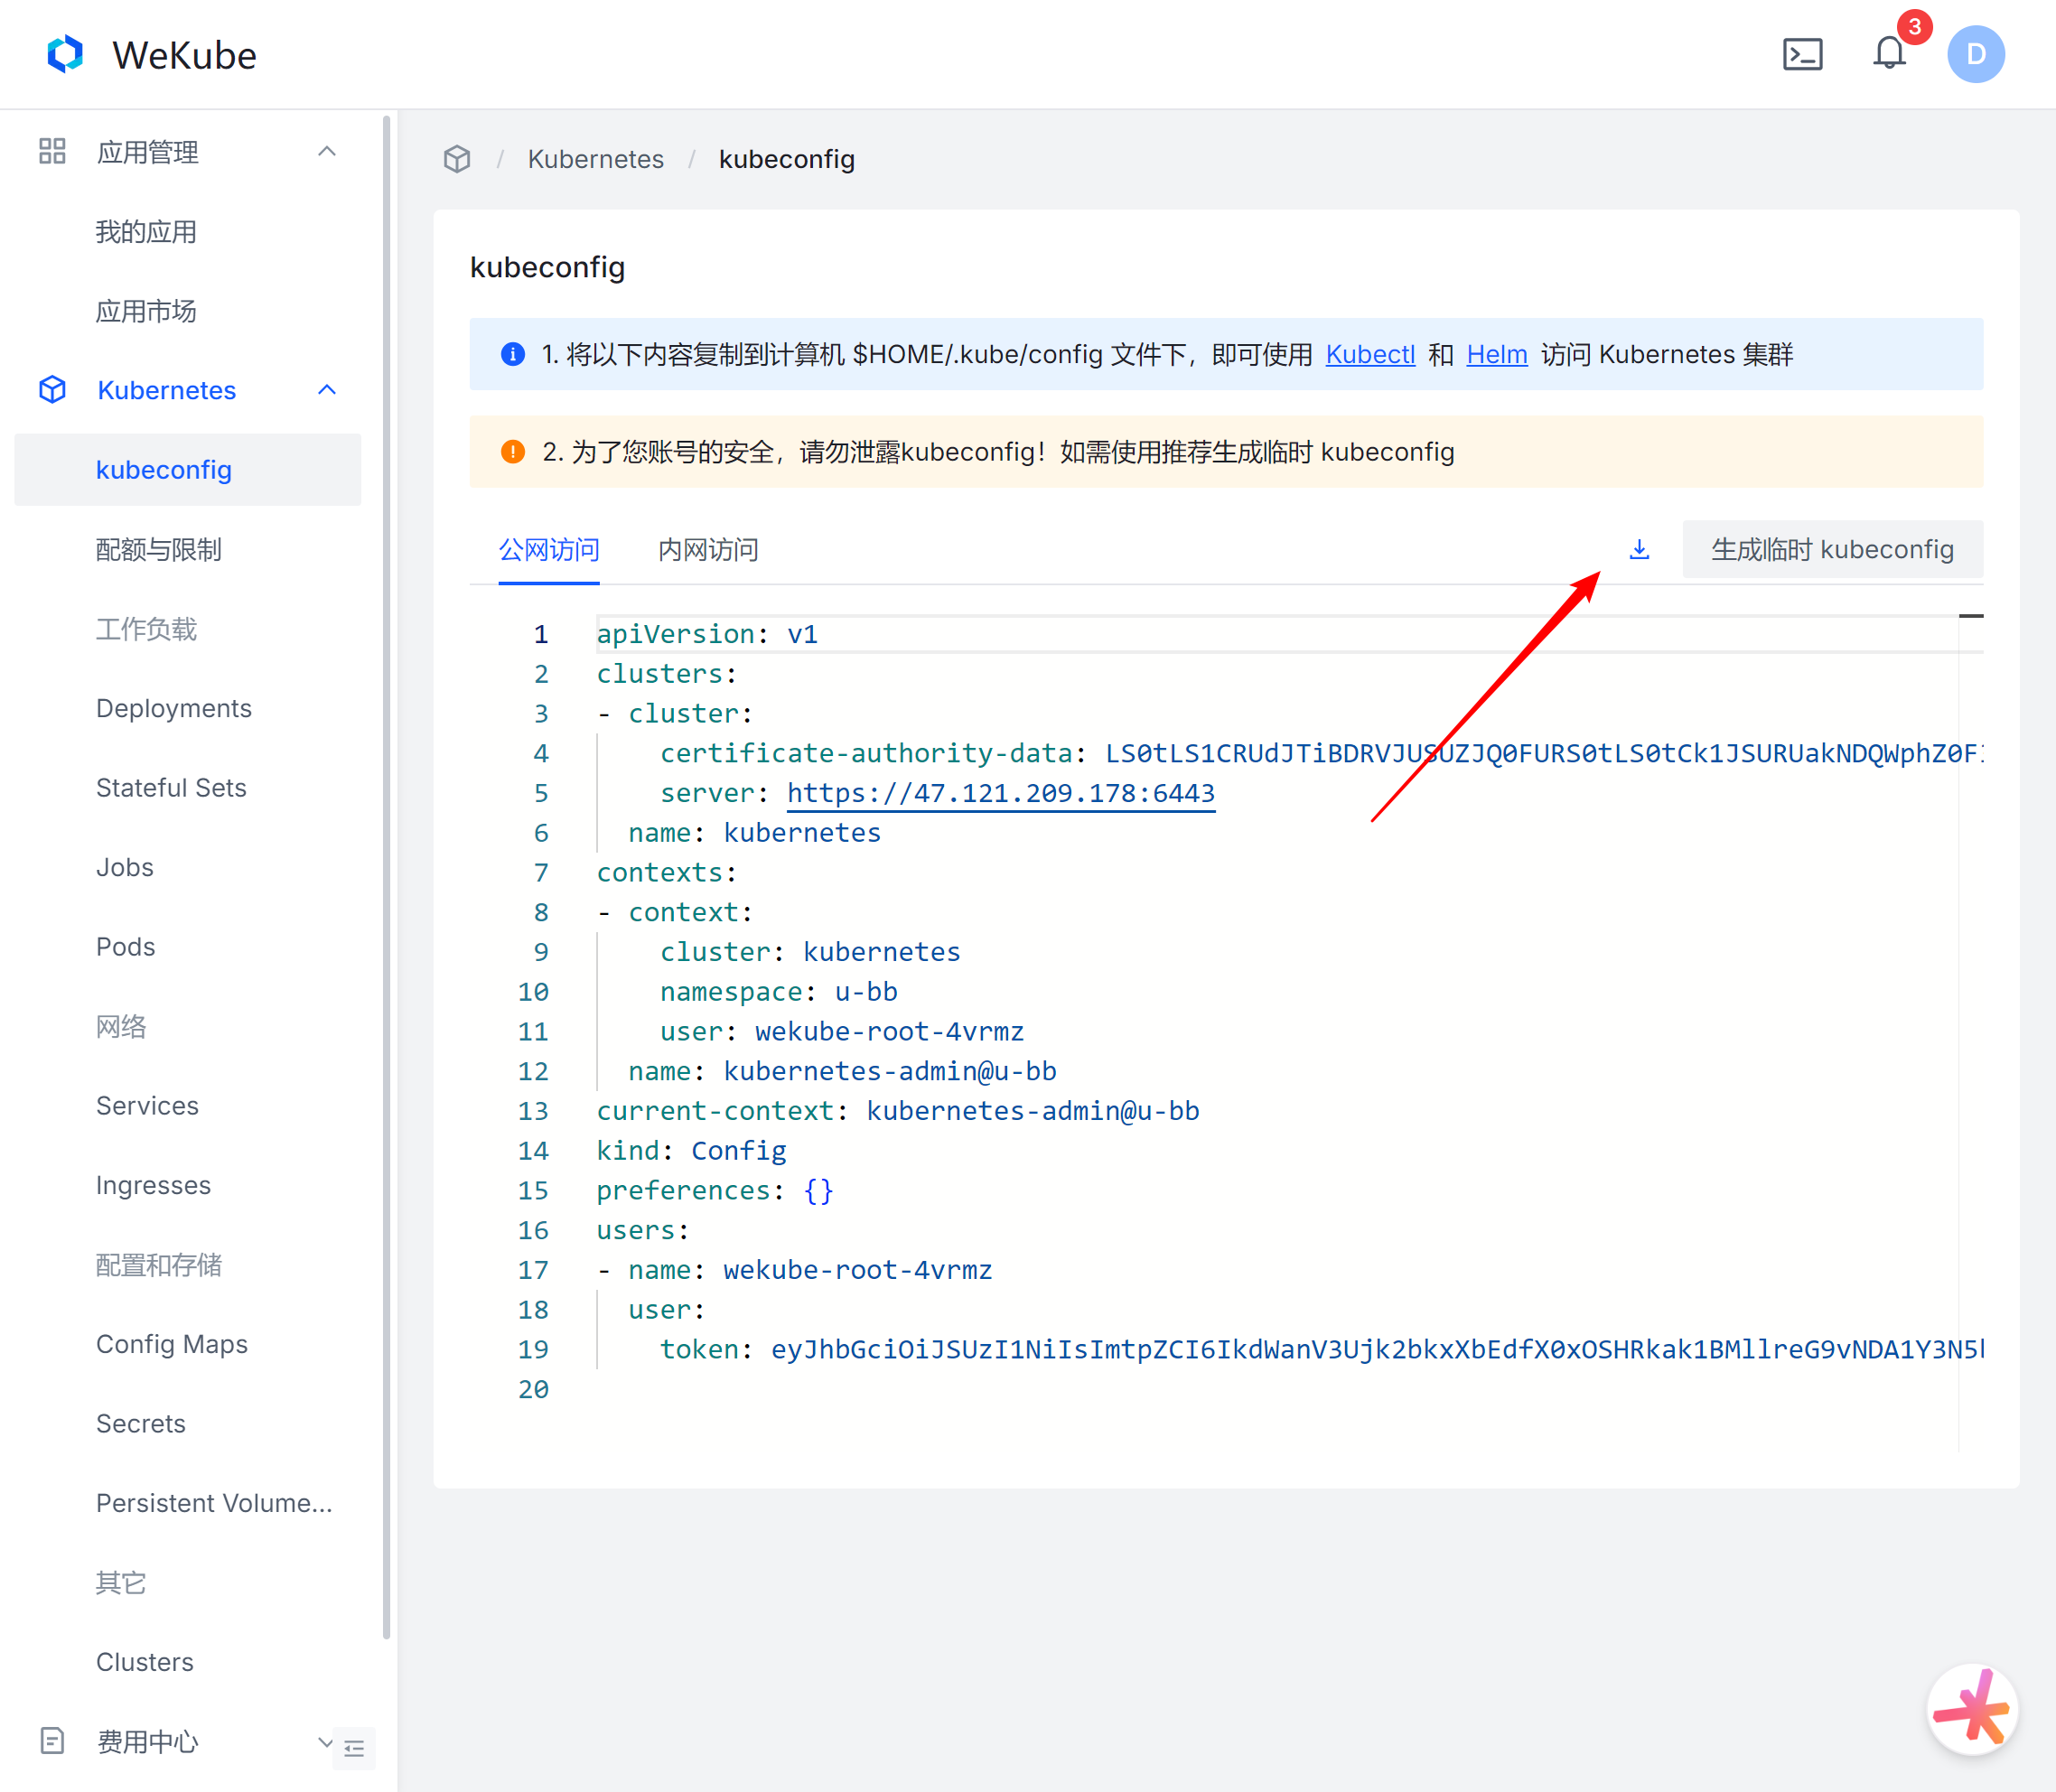 WeKube
3
D
应用管理
我的应用
应用市场
Kubernetes
kubeconfig
配额与限制
工作负载
Deployments
Stateful Sets
Jobs
Pods
网络
Services
Ingresses
配置和存储
Config Maps
Secrets
Persistent Volume...
其它
Clusters
费用中心
/ Kubernetes / kubeconfig
kubeconfig
1. 将以下内容复制到计算机 $HOME/.kube/config 文件下，即可使用 Kubectl 和 Helm 访问 Kubernetes 集群
2. 为了您账号的安全，请勿泄露kubeconfig！如需使用推荐生成临时 kubeconfig
公网访问 内网访问 生成临时 kubeconfig
1 apiVersion: v1
2 clusters:
3 - cluster:
4 certificate-authority-data: LS0tLS1CRUdJTiBDRVJUSUZJQ0FURS0tLS0tCk1JSURUakNDQWphZ0F
5 server: https://47.121.209.178:6443
6 name: kubernetes
7 contexts:
8 - context:
9 cluster: kubernetes
10 namespace: u-bb
11 user: wekube-root-4vrmz
12 name: kubernetes-admin@u-bb
13 current-context: kubernetes-admin@u-bb
14 kind: Config
15 preferences: {}
16 users:
17 - name: wekube-root-4vrmz
18 user:
19 token: eyJhbGciOiJSUzI1NiIsImtpZCI6IkdWanV3Ujk2bkxXbEdfX0xOSHRkak1BMllreG9vNDA1Y3N5
20